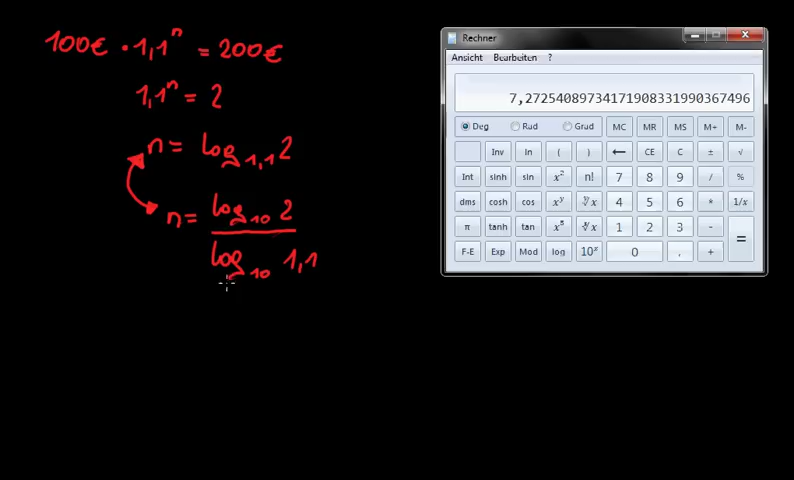 100€ · 1,1ⁿ = 200€
1,1ⁿ = 2
n = log₁,₁ 2
n = log₁₀ 2
log₁₀ 1,1
Rechner
Ansicht Bearbeiten ?
7,2725408973417190833199036 7496
Deg Rad Grad MC MR MS M+ M-
Inv ln ( ) ← CE C ± √
Int sinh sin x² n! 7 8 9 / %
dms cosh cos xʸ ʸ√x 4 5 6 * 1/x
π tanh tan x³ ³√x 1 2 3 - =
F-E Exp Mod log 10ˣ 0 , +